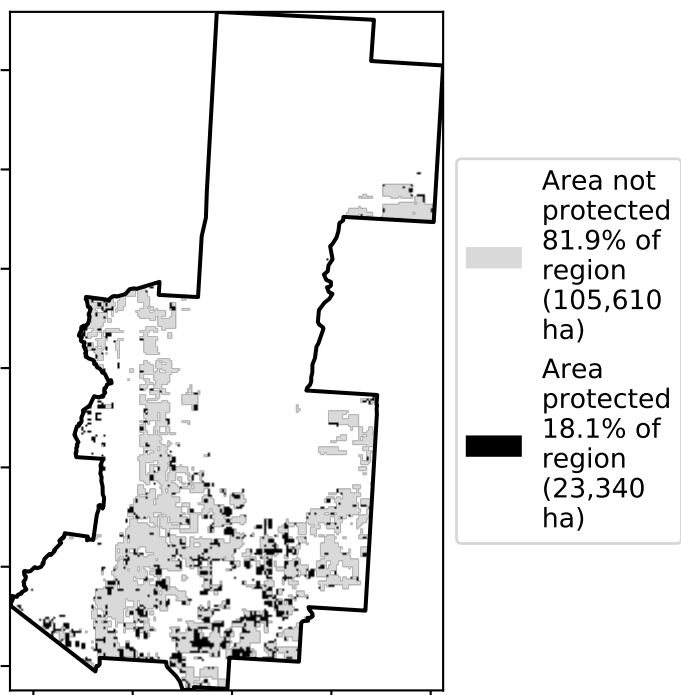 Area not
protected
81.9% of
region
(105,610
ha)
Area
protected
18.1% of
region
(23,340
ha)